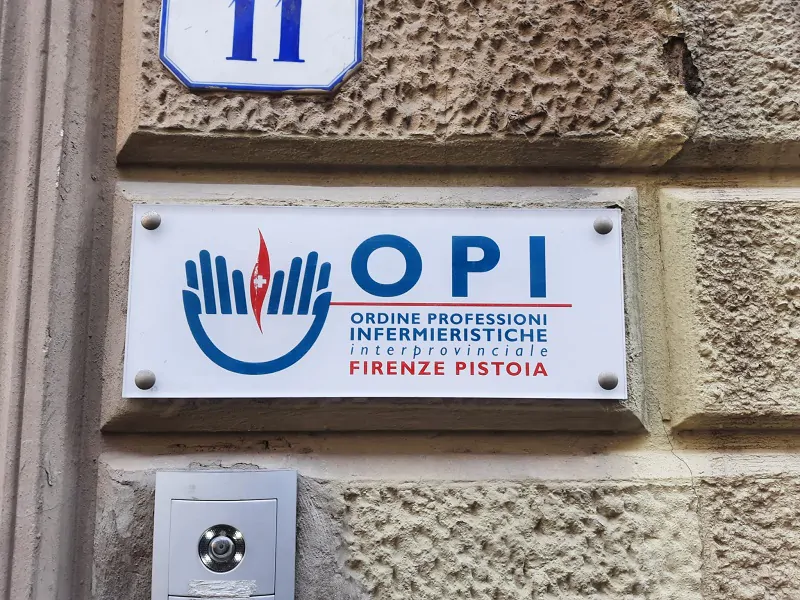 11
OPI
ORDINE PROFESSIONI
INFERMIERISTICHE
interprovinciale
FIRENZE PISTOIA